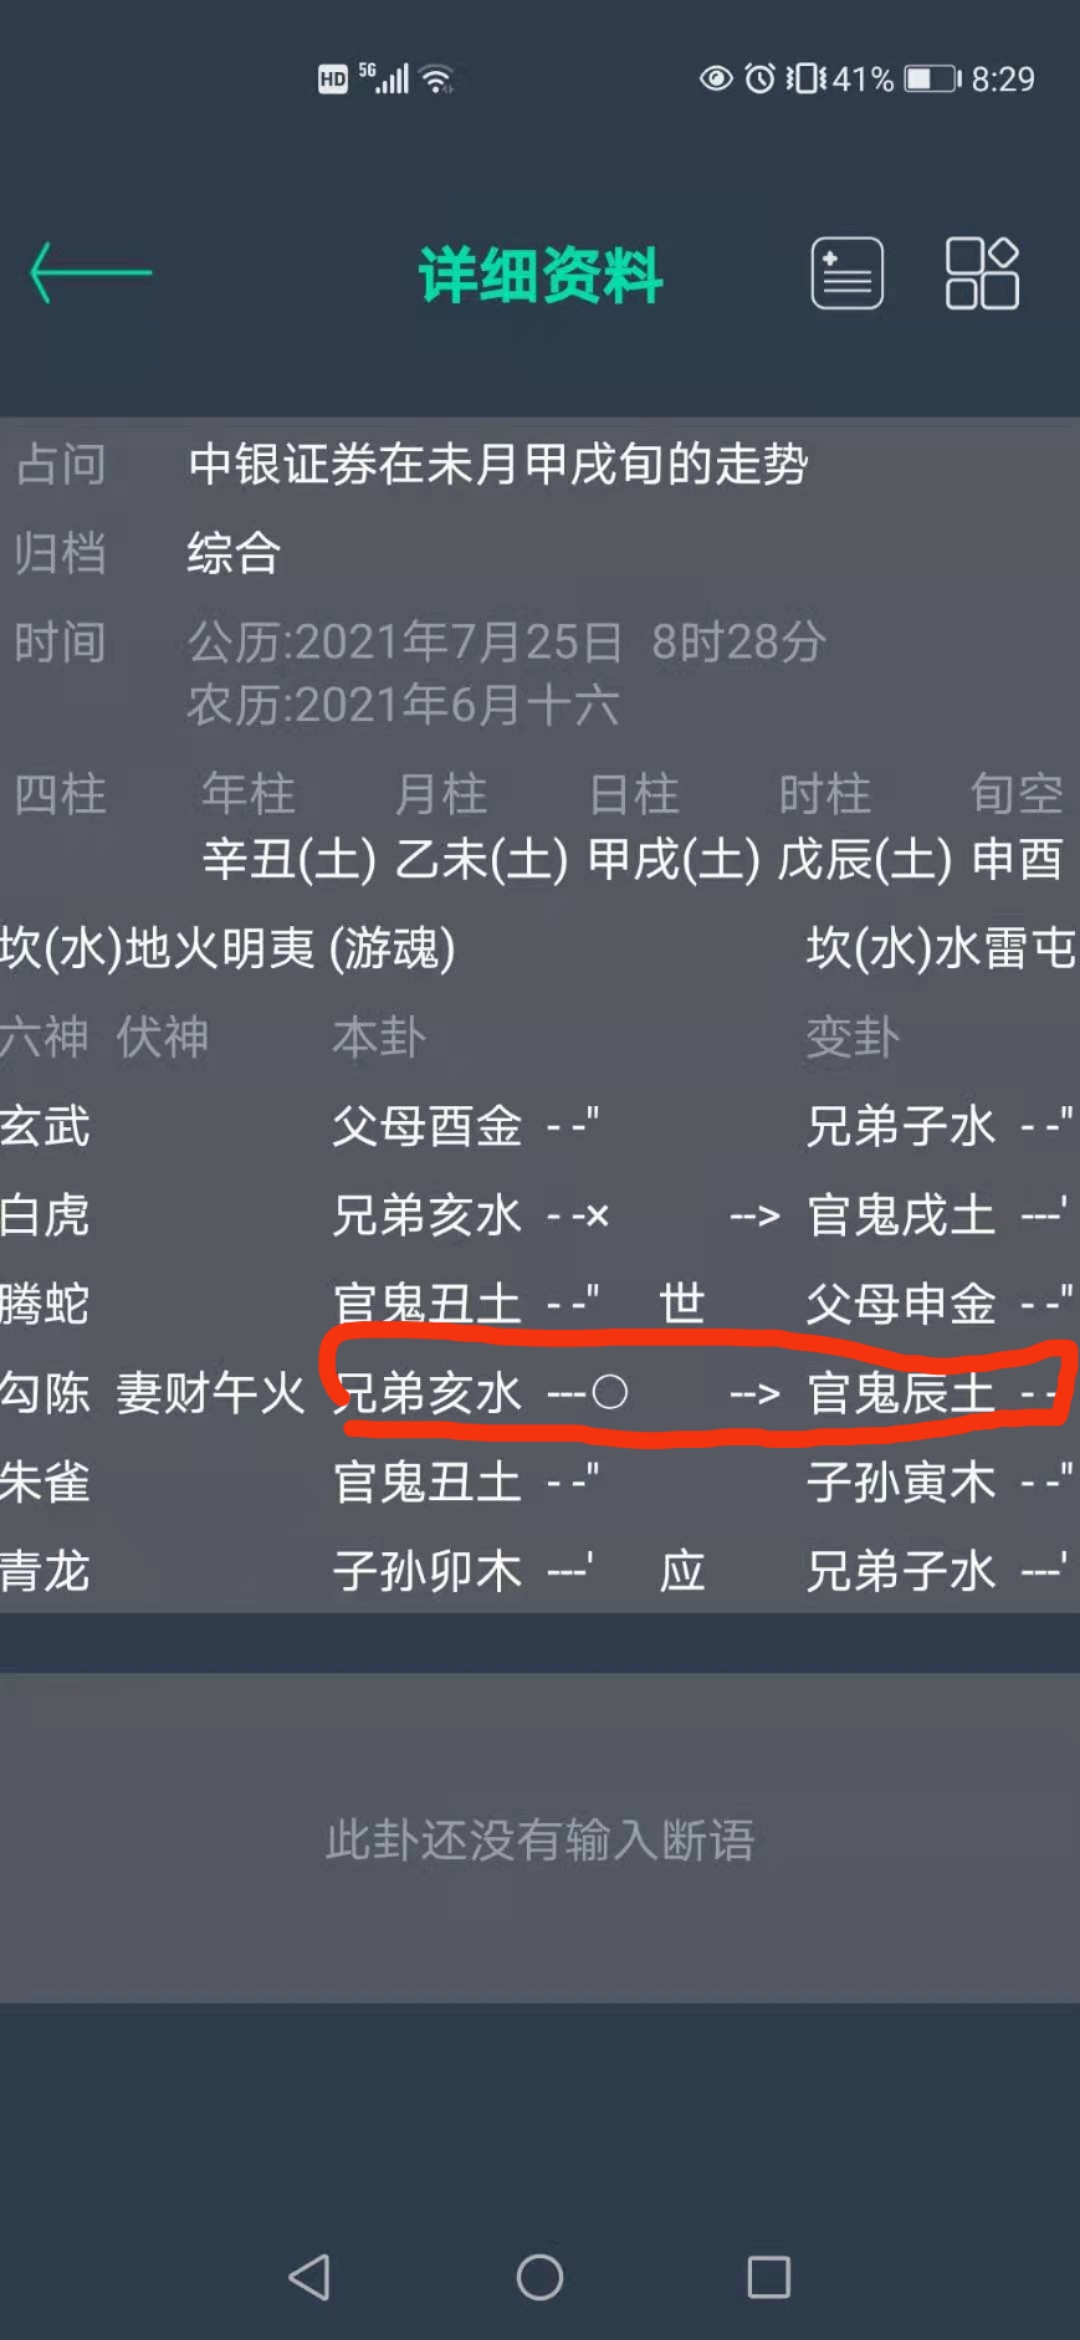 HD 5G 41% 8:29
详细资料
占问 中银证券在未月甲戌旬的走势
归档 综合
时间 公历:2021年7月25日 8时28分
农历:2021年6月十六
四柱 年柱 月柱 日柱 时柱 旬空
辛丑(土) 乙未(土) 甲戌(土) 戊辰(土) 申酉
坎(水)地火明夷 (游魂) 坎(水)水雷屯
六神 伏神 本卦 变卦
玄武 父母酉金 - -" 兄弟子水 - -"
白虎 兄弟亥水 - -× --> 官鬼戌土 ---'
腾蛇 官鬼丑土 - -" 世 父母申金 - -"
勾陈 妻财午火 兄弟亥水 ---○ --> 官鬼辰土 - -
朱雀 官鬼丑土 - -" 子孙寅木 - -"
青龙 子孙卯木 ---' 应 兄弟子水 ---'
此卦还没有输入断语